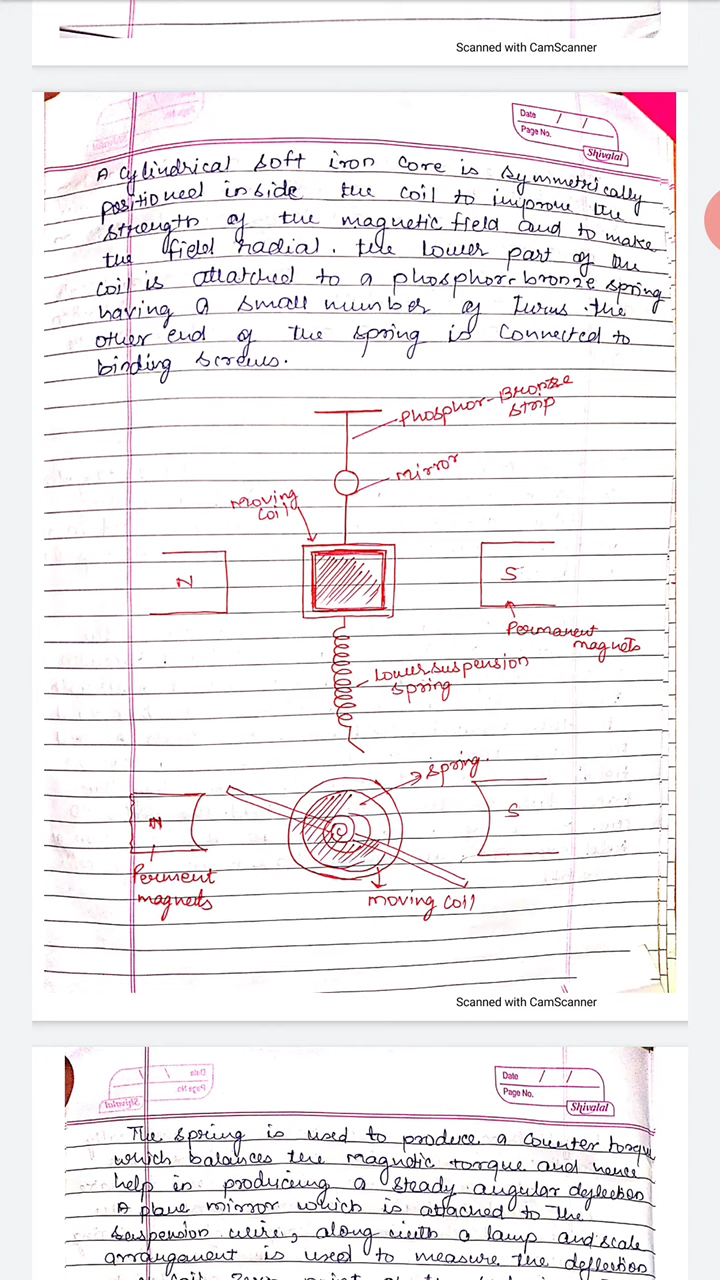 Scanned with CamScanner
Date / /
Page No.
Shivalal
A cylindrical soft iron core is symmetrically
positioned inside the coil to improve the
strength of the magnetic field and to make
the field radial. the lower part of the
coil is attatched to a phosphor-bronze spring
having a small number of turns. the
other end of the spring is connected to
binding screws.
Phosphor-Bronze
strip
mirror
moving
coil
N
S
Permanent
magnets
Lower suspension
spring
spring
N
S
Perment
magnets
moving coil
Scanned with CamScanner
Date / /
Page No.
Shivalal
The spring is used to produce a counter torque
which balances the magnetic torque and hence
help in producing a steady angular deflection
A plane mirror which is attached to the
suspension wire, along with a lamp and scale
arrangement is used to measure the deflection